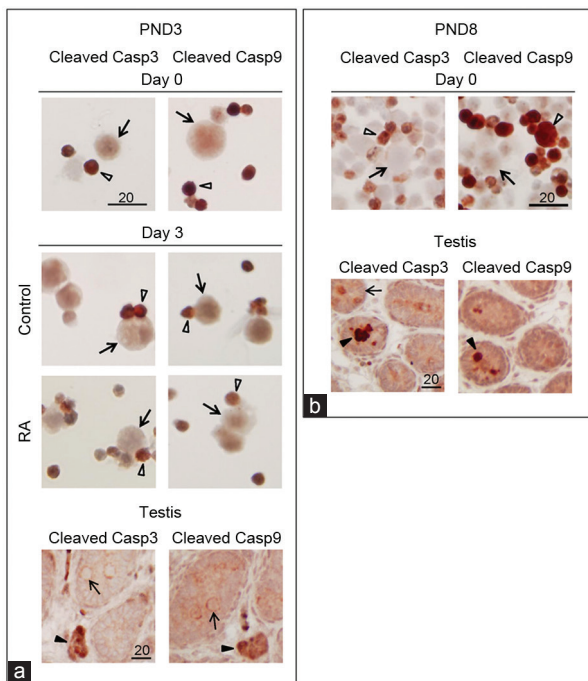 PND3
Cleaved Casp3 Cleaved Casp9
Day 0
20
Day 3
Control
RA
Testis
Cleaved Casp3 Cleaved Casp9
20
a
PND8
Cleaved Casp3 Cleaved Casp9
Day 0
20
Testis
Cleaved Casp3 Cleaved Casp9
20
b